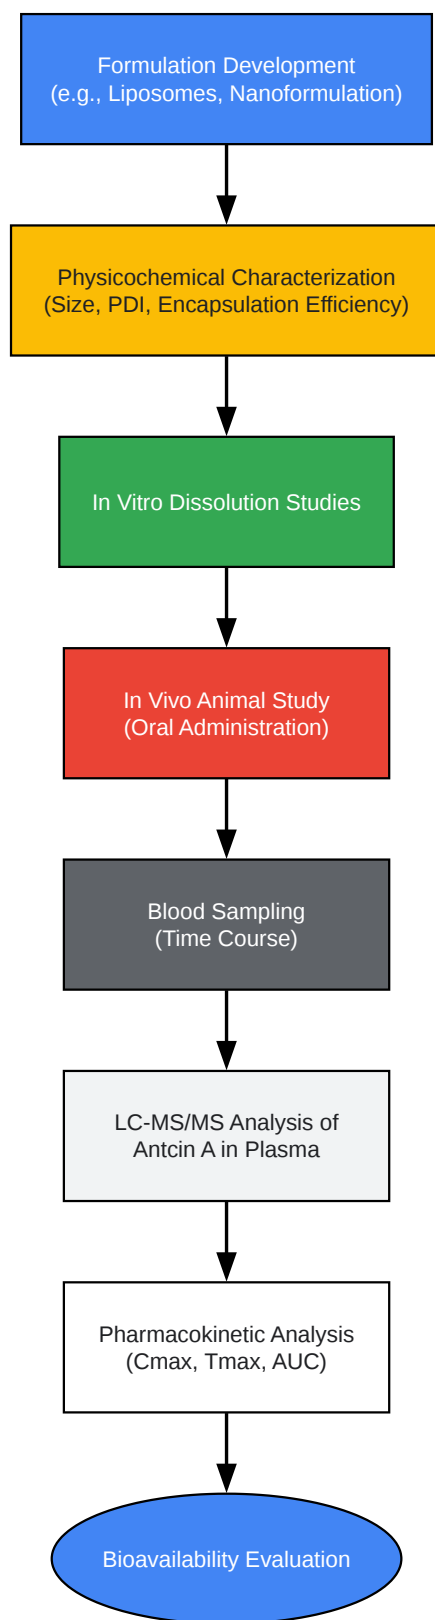 Formulation Development
(e.g., Liposomes, Nanoformulation)
Physicochemical Characterization
(Size, PDI, Encapsulation Efficiency)
In Vitro Dissolution Studies
In Vivo Animal Study
(Oral Administration)
Blood Sampling
(Time Course)
LC-MS/MS Analysis of
Antcin A in Plasma
Pharmacokinetic Analysis
(Cmax, Tmax, AUC)
Bioavailability Evaluation